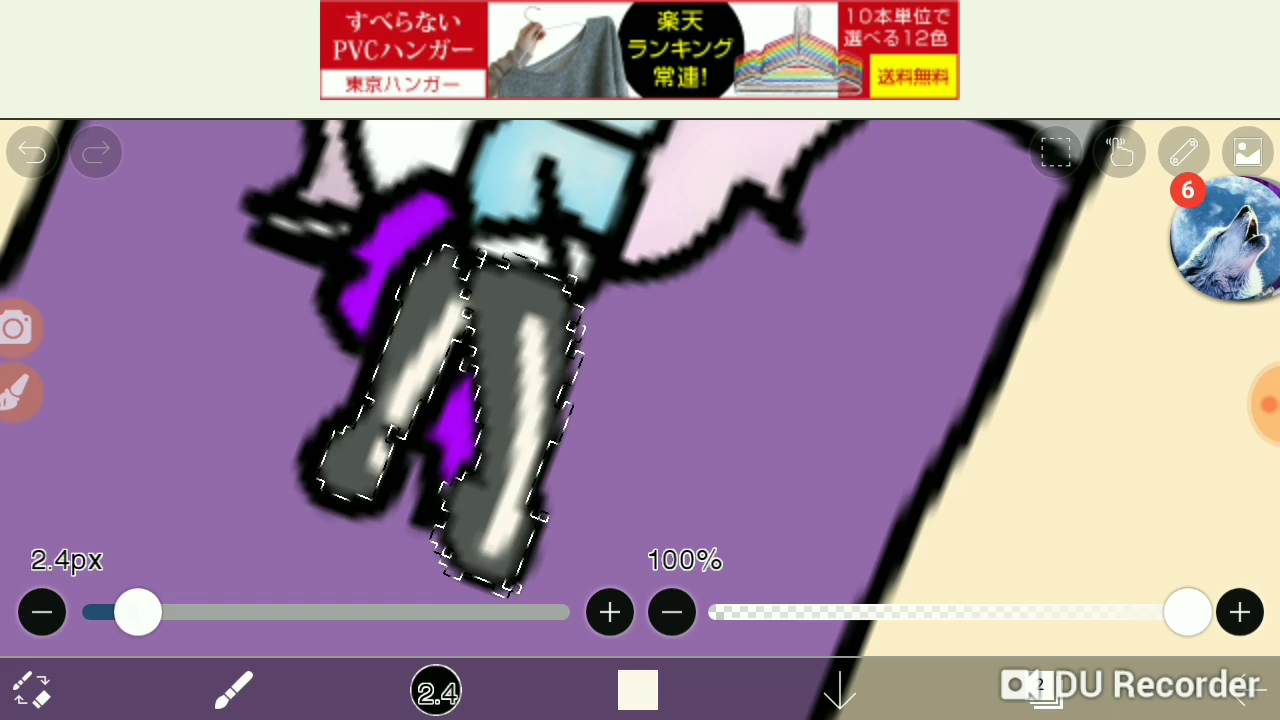 すべらない
PVCハンガー
東京ハンガー
楽天
ランキング
常連!
10本単位で
選べる12色
送料無料
6
2.4px
100%
2.4
2
DU Recorder